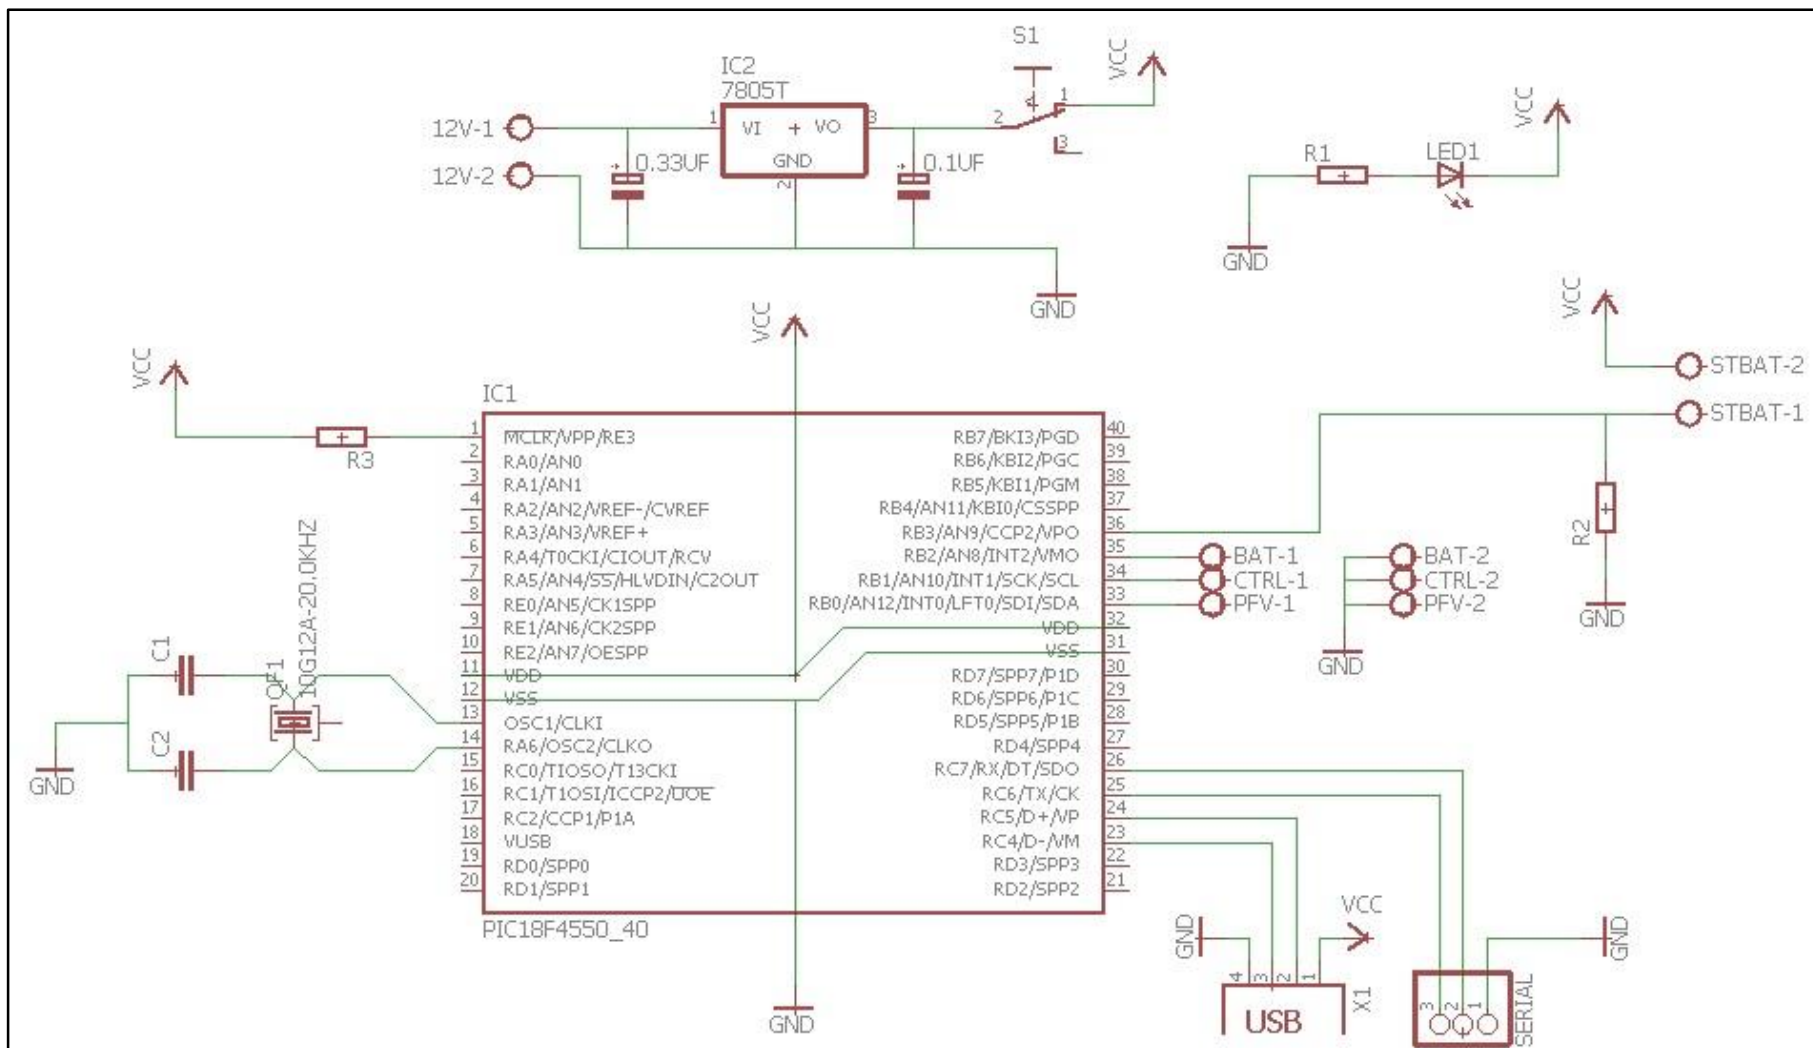 S1
IC2
7805T
VCC
12V-1
1
VI + VO
3
2
1
3
GND
2
0.33UF
0.1UF
12V-2
GND
VCC
R1
LED1
GND
VCC
STBAT-2
STBAT-1
R2
GND
VCC
VCC
R3
IC1
1 MCLR/VPP/RE3
2 RA0/AN0
3 RA1/AN1
4 RA2/AN2/VREF-/CVREF
5 RA3/AN3/VREF+
6 RA4/T0CKI/CIOUT/RCV
7 RA5/AN4/SS/HLVDIN/C2OUT
8 RE0/AN5/CK1SPP
9 RE1/AN6/CK2SPP
10 RE2/AN7/OESPP
11 VDD
12 VSS
13 OSC1/CLKI
14 RA6/OSC2/CLKO
15 RC0/TIOSO/T13CKI
16 RC1/T1OSI/ICCP2/UOE
17 RC2/CCP1/P1A
18 VUSB
19 RD0/SPP0
20 RD1/SPP1
RB7/BKI3/PGD 40
RB6/KBI2/PGC 39
RB5/KBI1/PGM 38
RB4/AN11/KBI0/CSSPP 37
RB3/AN9/CCP2/VPO 36
RB2/AN8/INT2/VMO 35
RB1/AN10/INT1/SCK/SCL 34
RB0/AN12/INT0/LFT0/SDI/SDA 33
VDD 32
VSS 31
RD7/SPP7/P1D 30
RD6/SPP6/P1C 29
RD5/SPP5/P1B 28
RD4/SPP4 27
RC7/RX/DT/SDO 26
RC6/TX/CK 25
RC5/D+/VP 24
RC4/D-/VM 23
RD3/SPP3 22
RD2/SPP2 21
PIC18F4550_40
BAT-1
CTRL-1
PFV-1
BAT-2
CTRL-2
PFV-2
GND
C1
C2
QF1
GND
GND
GND
VCC
4 3 2 1
X1
USB
GND
3 2 1
SERIAL